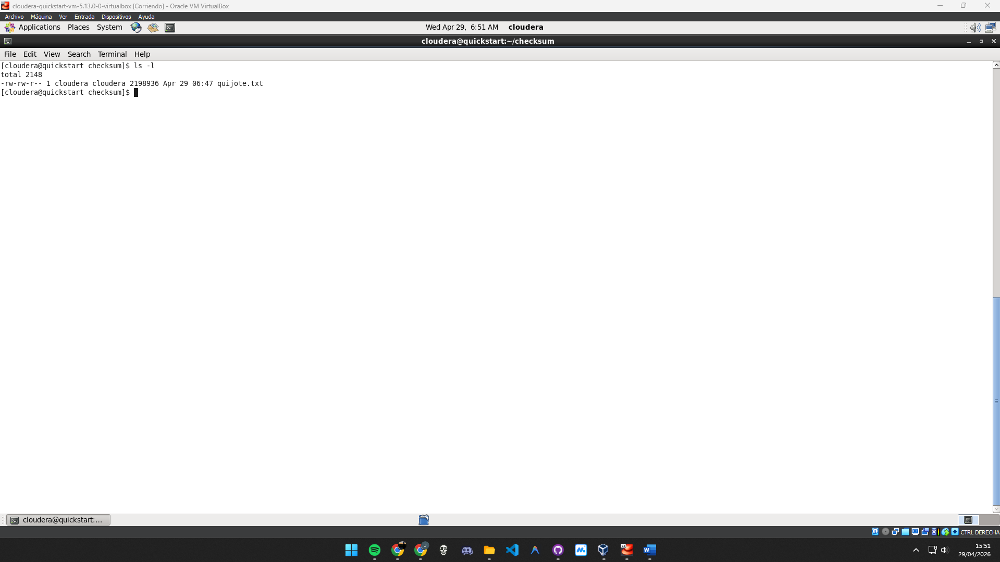 cloudera-quickstart-vm-5.13.0-0-virtualbox [Corriendo] - Oracle VM VirtualBox
Archivo Máquina Ver Entrada Dispositivos Ayuda
Applications Places System Wed Apr 29, 6:51 AM cloudera
cloudera@quickstart:~/checksum
File Edit View Search Terminal Help
[cloudera@quickstart checksum]$ ls -l
total 2148
-rw-rw-r-- 1 cloudera cloudera 2198936 Apr 29 06:47 quijote.txt
[cloudera@quickstart checksum]$
cloudera@quickstart:...
CTRL DERECHA
15:51
29/04/2026